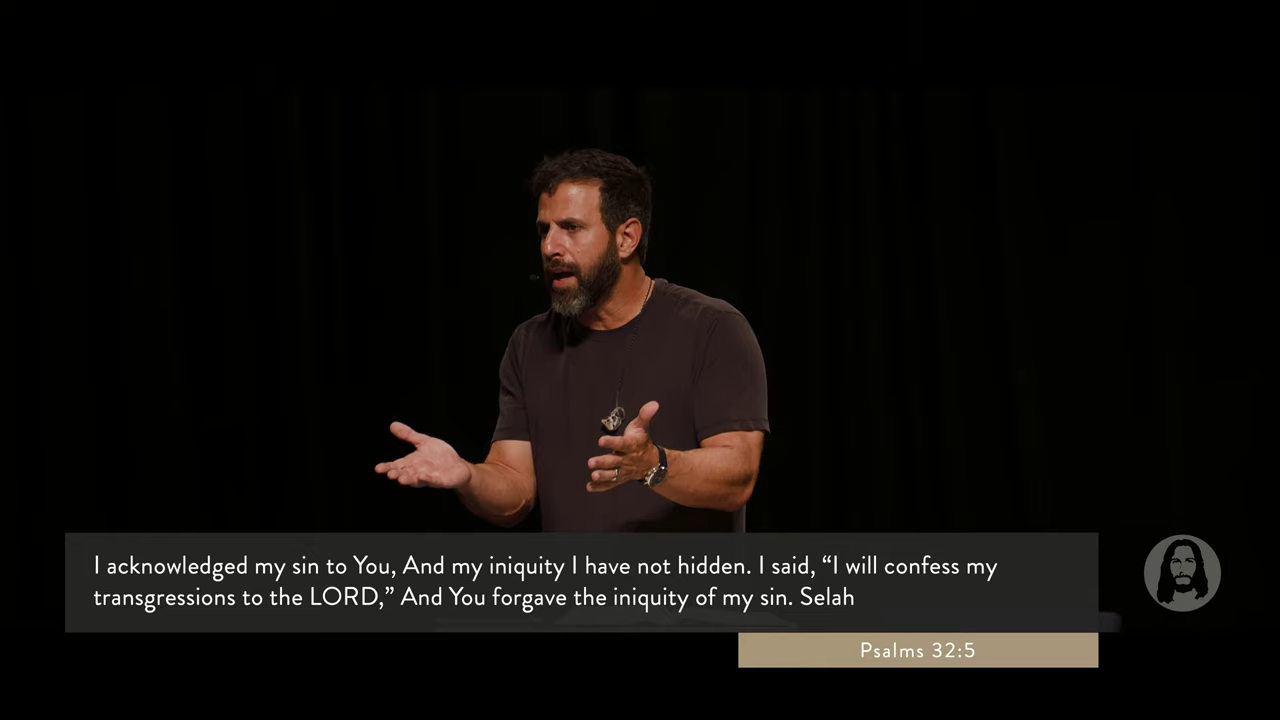 I acknowledged my sin to You, And my iniquity I have not hidden. I said, “I will confess my
transgressions to the LORD,” And You forgave the iniquity of my sin. Selah
Psalms 32:5